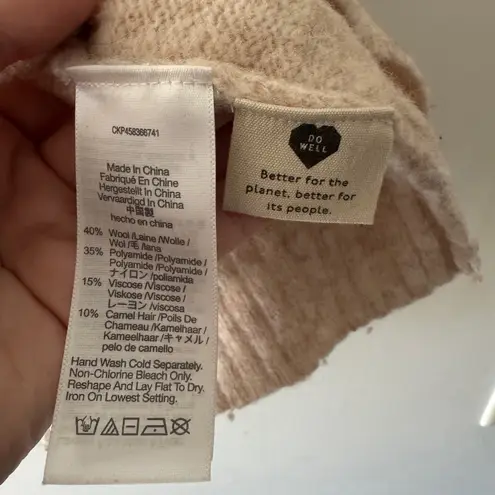 CKP458366741
Made In China
Fabriqué En Chine
Hergestellt In China
Vervaardigd In China
中国製
hecho en china
40% Wool /Laine /Wolle /
Wol /毛 /lana
35% Polyamide /Polyamide /
Polyamide /Polyamide /
ナイロン /poliamida
15% Viscose /Viscose /
Viskose /Viscose /
レーヨン /viscosa
10% Camel Hair /Poils De
Chameau /Kamelhaar /
Kameelhaar /キャメル /
pelo de camello
Hand Wash Cold Separately.
Non-Chlorine Bleach Only.
Reshape And Lay Flat To Dry.
Iron On Lowest Setting.
DO
WELL
Better for the
planet, better for
its people.